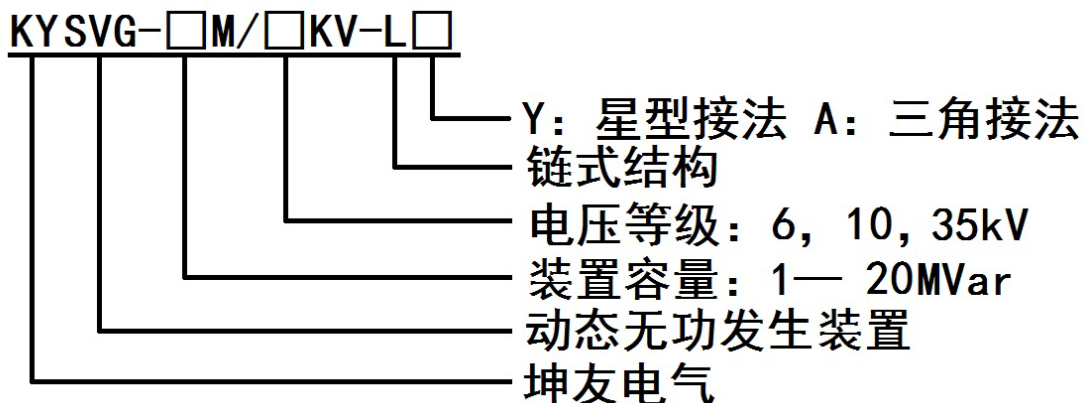 KYSVG-□M/□KV-L□
Y: 星型接法 A: 三角接法
链式结构
电压等级: 6, 10, 35kV
装置容量: 1— 20MVar
动态无功发生装置
坤友电气